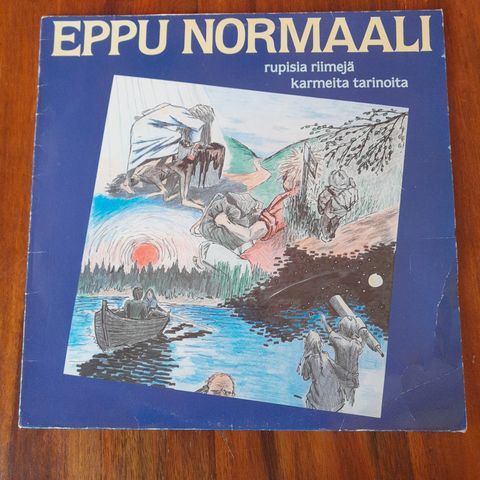 EPPU NORMAALI
rupisia riimejä
karmeita tarinoita